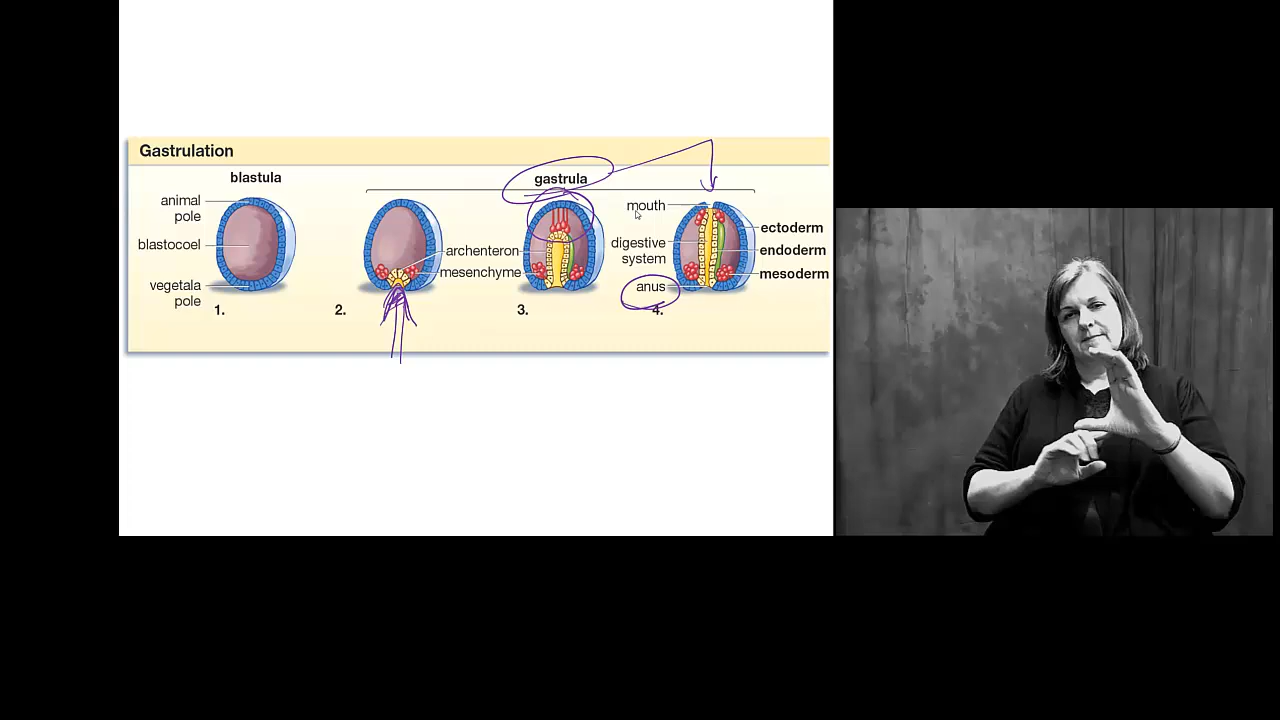 Gastrulation
blastula
gastrula
animal
pole
blastocoel
vegetala
pole
archenteron
mesenchyme
mouth
digestive
system
anus
ectoderm
endoderm
mesoderm
1.
2.
3.
4.